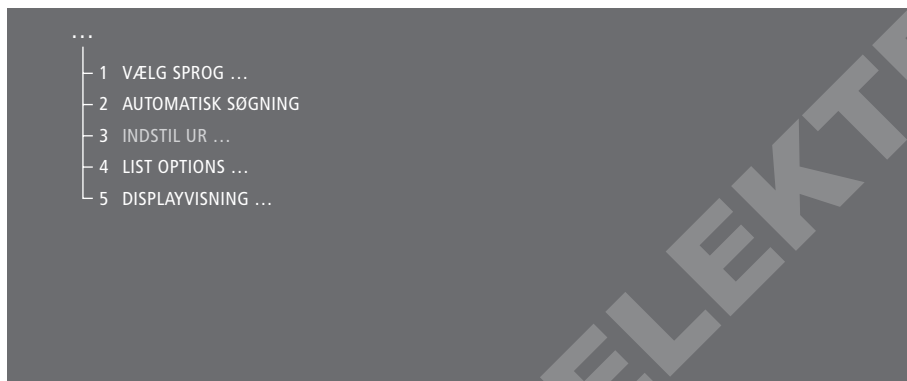 ...
1 VÆLG SPROG ...
2 AUTOMATISK SØGNING
3 INDSTIL UR ...
4 LIST OPTIONS ...
5 DISPLAYVISNING ...
ELEKT